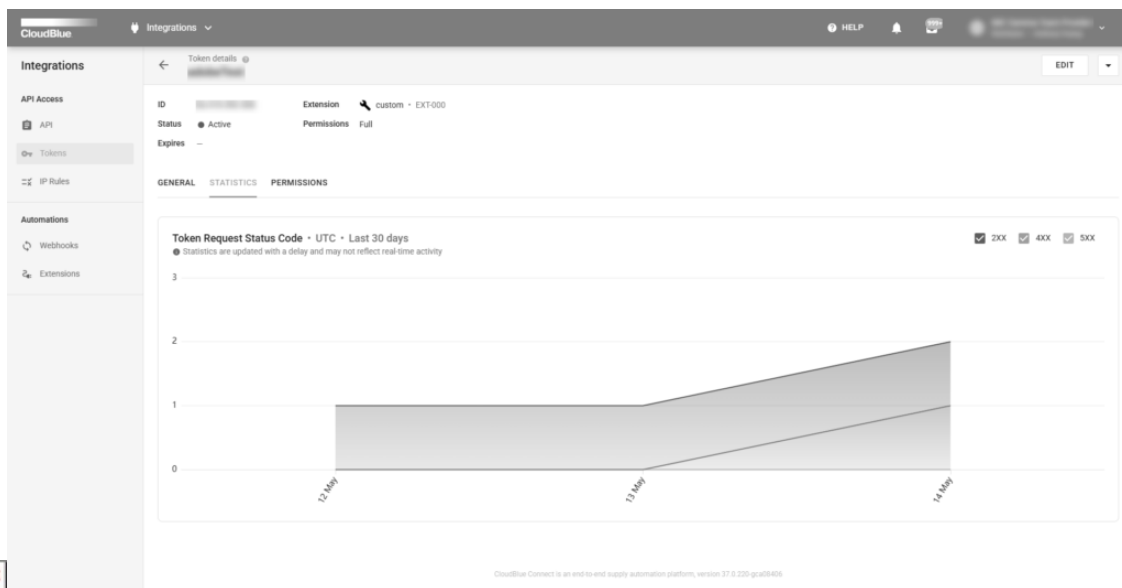 CloudBlue
Integrations
HELP
Integrations
Token details
EDIT
API Access
ID
Extension custom • EXT-000
API
Status Active
Permissions Full
Tokens
Expires –
IP Rules
GENERAL STATISTICS PERMISSIONS
Automations
Webhooks
Extensions
Token Request Status Code • UTC • Last 30 days
2XX 4XX 5XX
Statistics are updated with a delay and may not reflect real-time activity
3
2
1
0
12 May
13 May
14 May
CloudBlue Connect is an end-to-end supply automation platform, version 37.0.220-gca08406